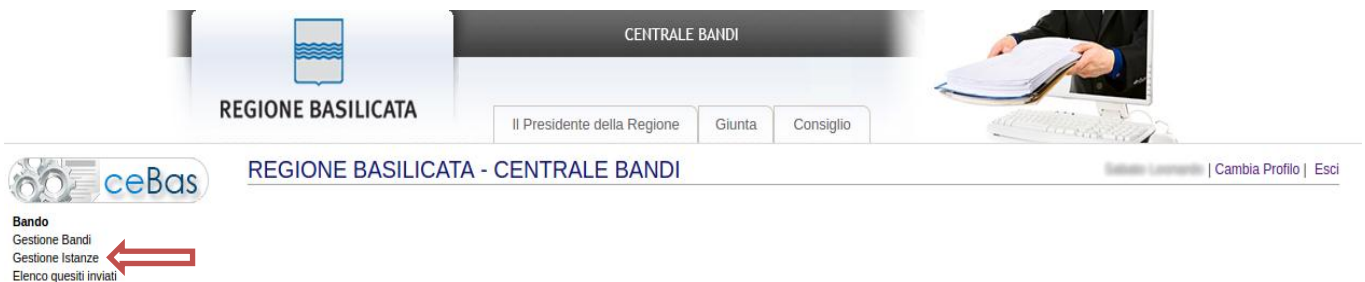 CENTRALE BANDI
REGIONE BASILICATA
Il Presidente della Regione Giunta Consiglio
ceBas
REGIONE BASILICATA - CENTRALE BANDI
| Cambia Profilo | Esci
Bando
Gestione Bandi
Gestione Istanze
Elenco quesiti inviati